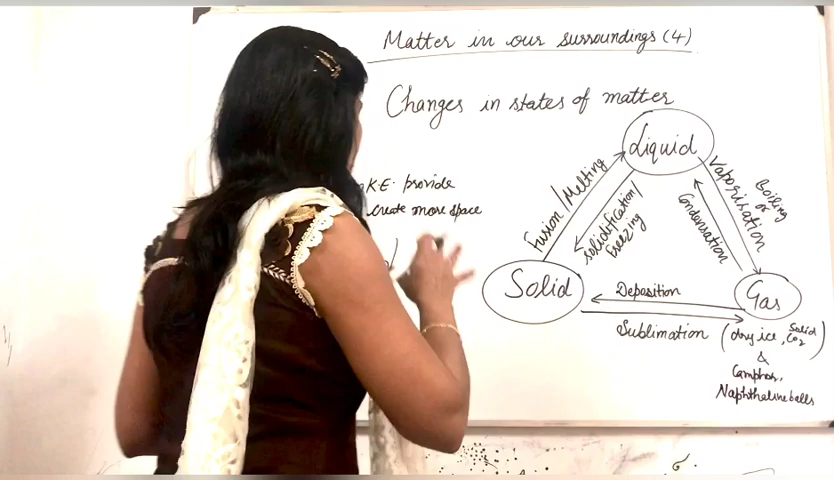 Matter in our surroundings (4)
Changes in states of matter
K.E. provide
create more space
Liquid
Fusion/Melting
solidification/
freezing
Vaporisation
Boiling
or
Condensation
Solid
Gas
Deposition
Sublimation
(dry ice, Solid CO2)
&
Camphor,
Naphthalene balls